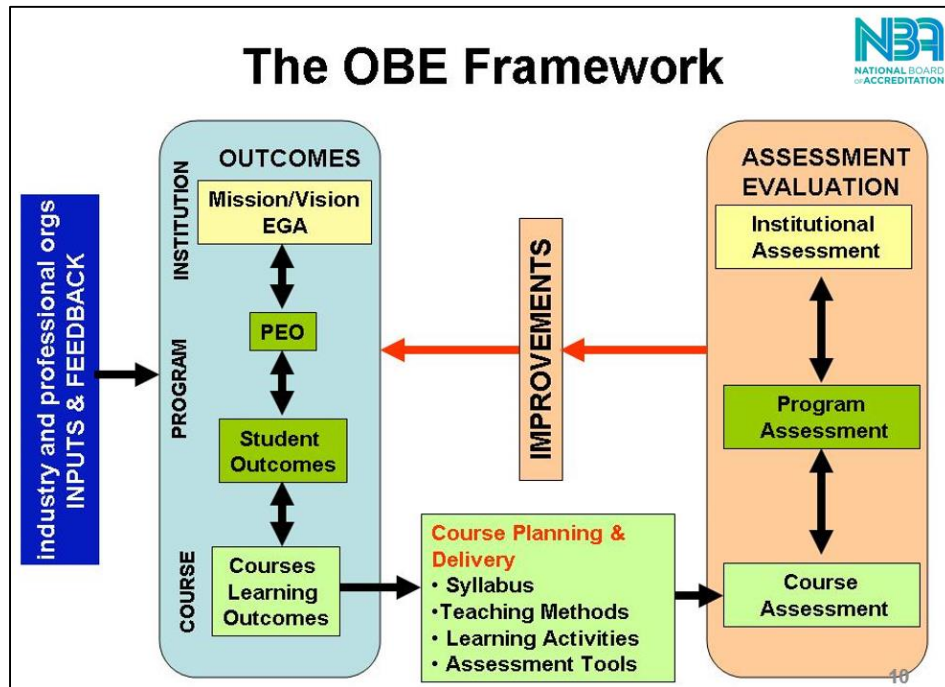 The OBE Framework
NBA
NATIONAL BOARD
OF ACCREDITATION
industry and professional orgs
INPUTS & FEEDBACK
OUTCOMES
INSTITUTION
Mission/Vision
EGA
PROGRAM
PEO
Student
Outcomes
COURSE
Courses
Learning
Outcomes
IMPROVEMENTS
Course Planning &
Delivery
• Syllabus
•Teaching Methods
• Learning Activities
• Assessment Tools
ASSESSMENT
EVALUATION
Institutional
Assessment
Program
Assessment
Course
Assessment
10